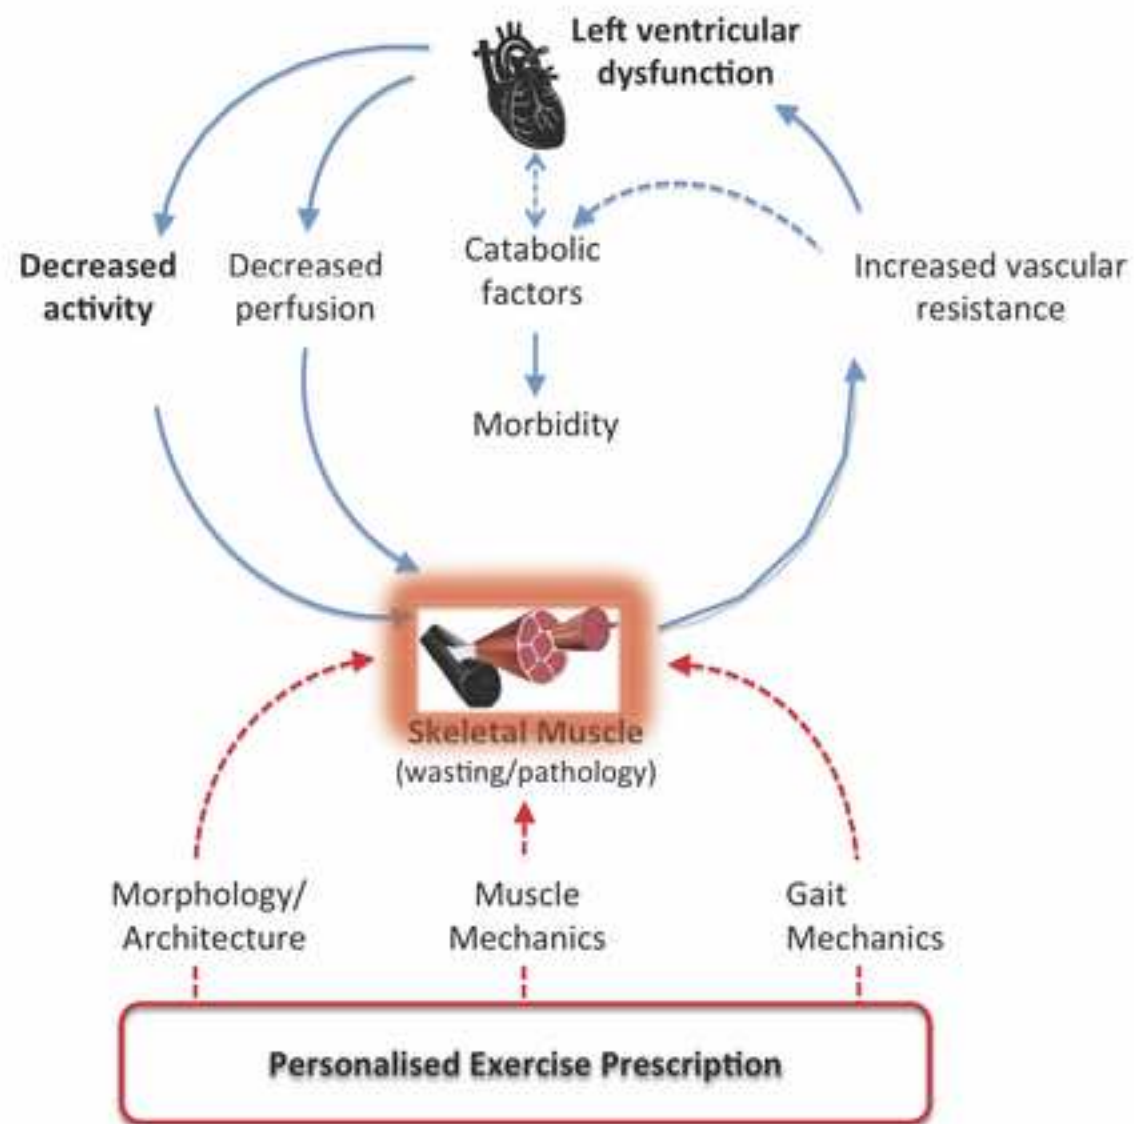 Left ventricular
dysfunction
Decreased
activity
Decreased
perfusion
Catabolic
factors
Increased vascular
resistance
Morbidity
Skeletal Muscle
(wasting/pathology)
Morphology/
Architecture
Muscle
Mechanics
Gait
Mechanics
Personalised Exercise Prescription